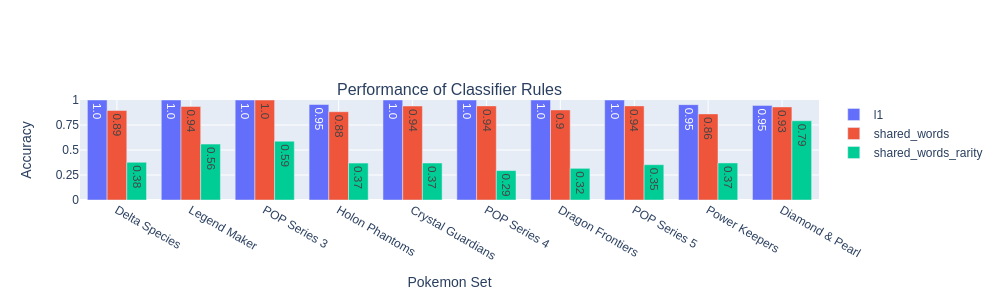 Performance of Classifier Rules
Accuracy
1
0.75
0.5
0.25
0
1.0
0.89
0.38
1.0
0.94
0.56
1.0
1.0
0.59
0.95
0.88
0.37
1.0
0.94
0.37
1.0
0.94
0.29
1.0
0.9
0.32
1.0
0.94
0.35
0.95
0.86
0.37
0.95
0.93
0.79
Delta Species
Legend Maker
POP Series 3
Holon Phantoms
Crystal Guardians
POP Series 4
Dragon Frontiers
POP Series 5
Power Keepers
Diamond & Pearl
Pokemon Set
l1
shared_words
shared_words_rarity